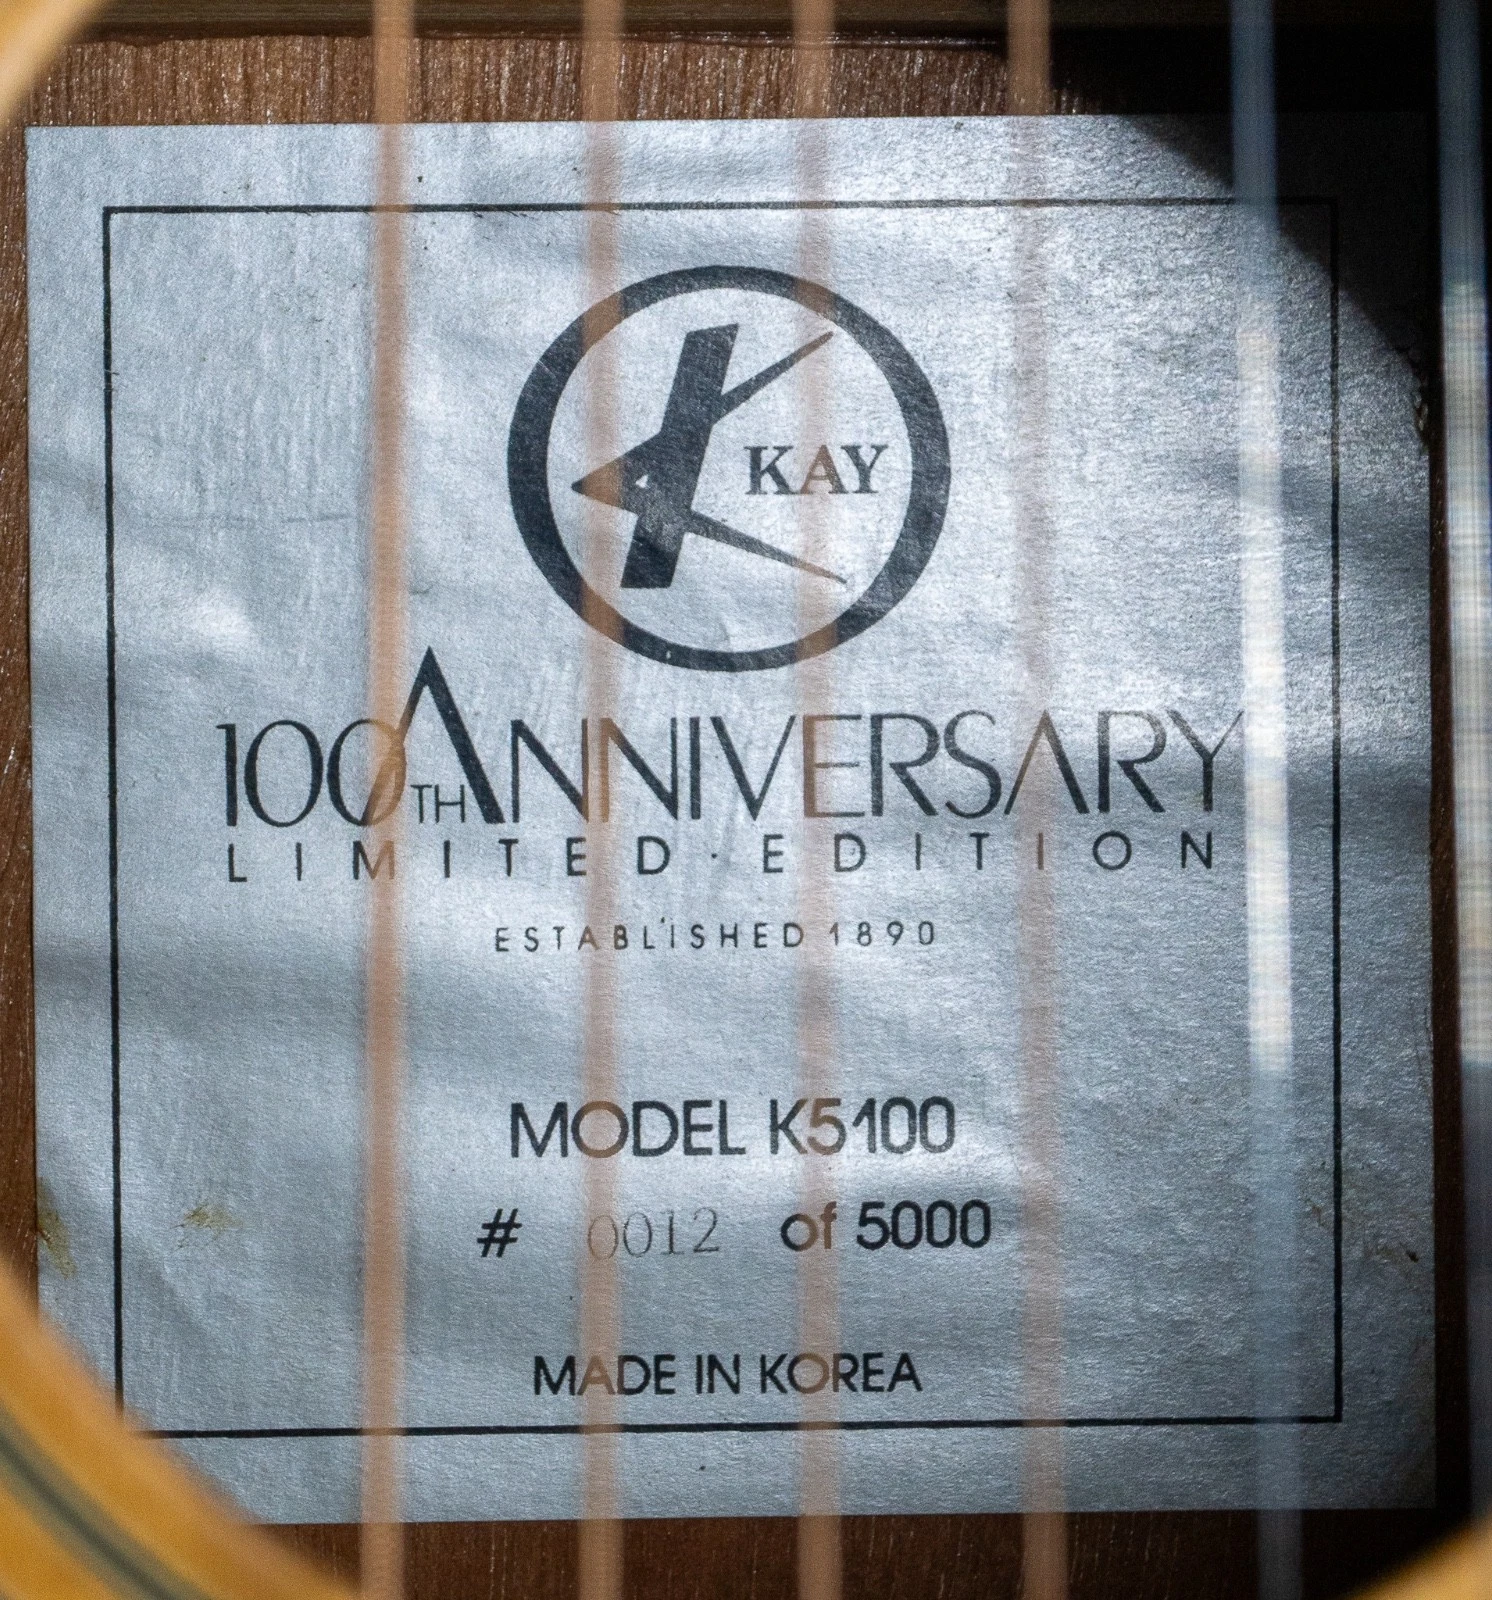 KAY
100TH ANNIVERSARY
LIMITED·EDITION
ESTABLISHED 1890
MODEL K5100
# 0012 of 5000
MADE IN KOREA